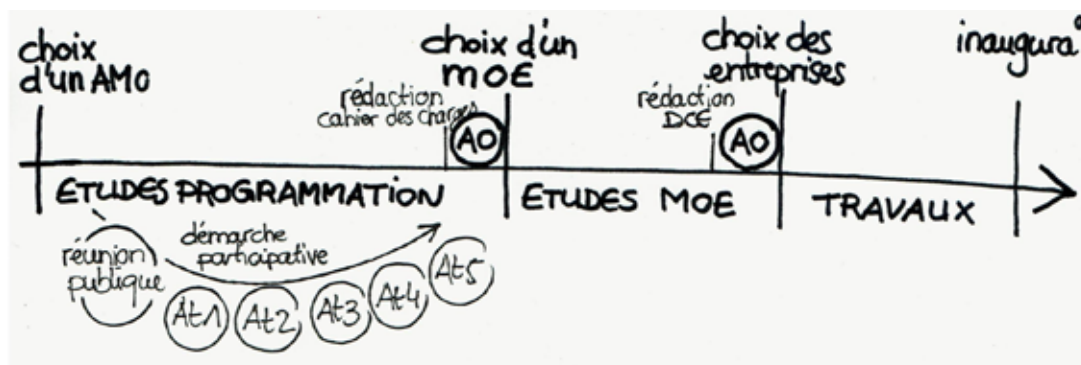 choix
d'un AMO
rédaction
cahier des charges
choix d'un
MOE
AO
rédaction
DCE
choix des
entreprises
AO
inaugura°
ETUDES PROGRAMMATION
ETUDES MOE
TRAVAUX
réunion
publique
démarche
participative
At1
At2
At3
At4
At5